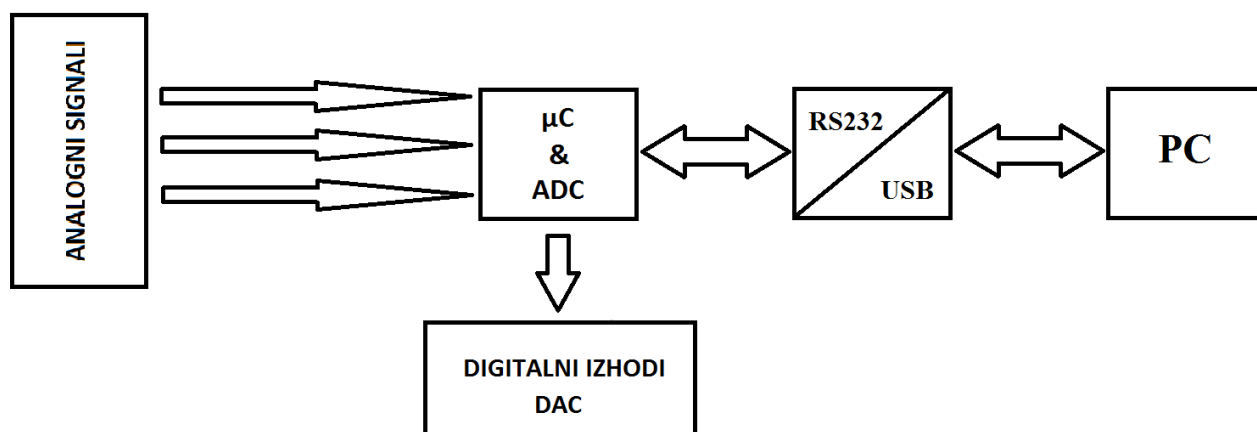 ANALOGNI SIGNALI
µC
&
ADC
RS232
USB
PC
DIGITALNI IZHODI
DAC